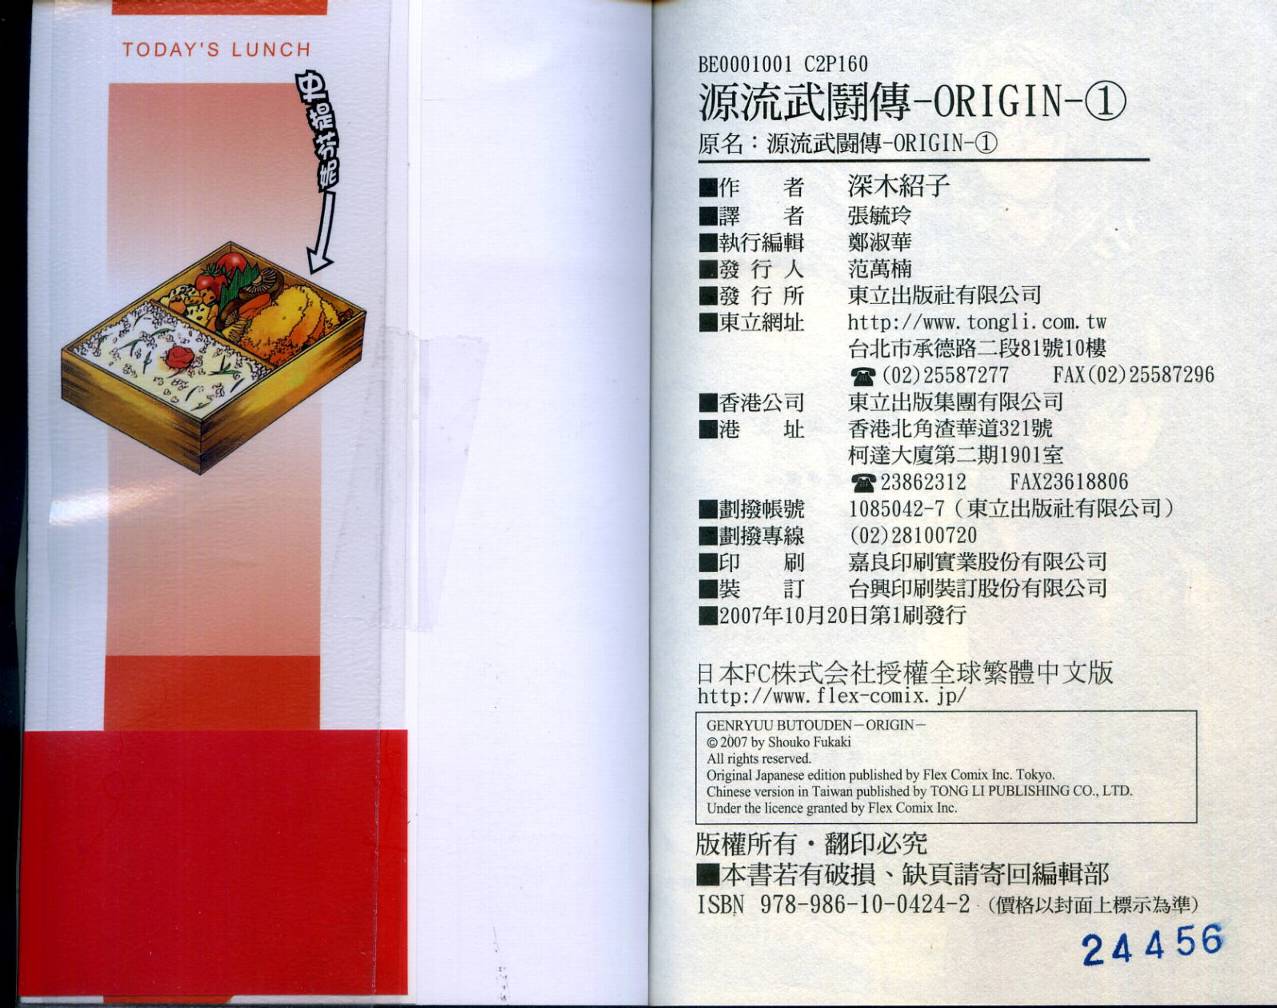 TODAY'S LUNCH
史提芬妮
BE0001001 C2P160
源流武鬪傳-ORIGIN-①
原名：源流武闘傳-ORIGIN-①
■作者 深木紹子
■譯者 張毓玲
■執行編輯 鄭淑華
■發行人 范萬楠
■發行所 東立出版社有限公司
■東立網址 http://www.tongli.com.tw
台北市承德路二段81號10樓
☎(02)25587277 FAX(02)25587296
■香港公司 東立出版集團有限公司
■港址 香港北角渣華道321號
柯達大廈第二期1901室
☎23862312 FAX23618806
■劃撥帳號 1085042-7（東立出版社有限公司）
■劃撥專線 (02)28100720
■印刷 嘉良印刷實業股份有限公司
■裝訂 台興印刷裝訂股份有限公司
■2007年10月20日第1刷發行
日本FC株式会社授權全球繁體中文版
http://www.flex-comix.jp/
GENRYUU BUTOUDEN－ORIGIN－
© 2007 by Shouko Fukaki
All rights reserved.
Original Japanese edition published by Flex Comix Inc. Tokyo.
Chinese version in Taiwan published by TONG LI PUBLISHING CO., LTD.
Under the licence granted by Flex Comix Inc.
版權所有・翻印必究
■本書若有破損、缺頁請寄回編輯部
ISBN 978-986-10-0424-2（價格以封面上標示為準）
24456